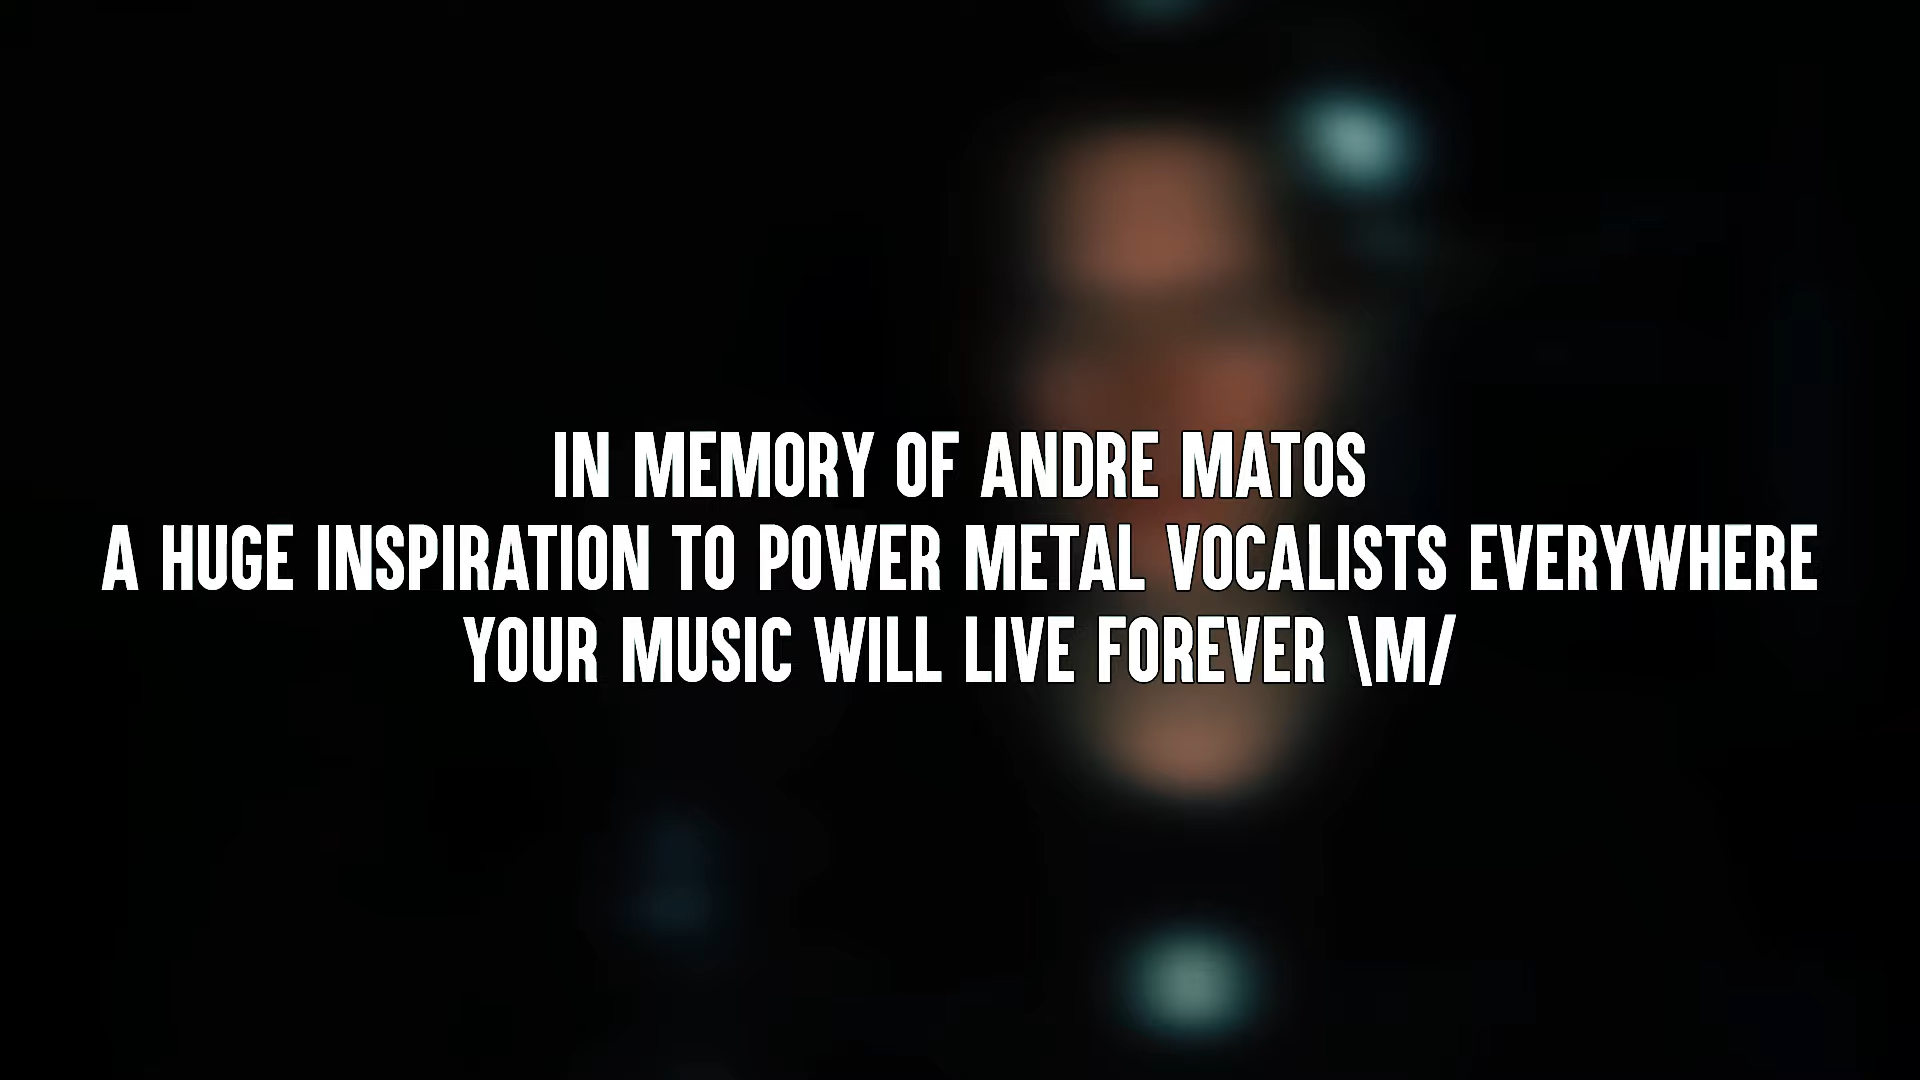 IN MEMORY OF ANDRE MATOS
A HUGE INSPIRATION TO POWER METAL VOCALISTS EVERYWHERE
YOUR MUSIC WILL LIVE FOREVER \M/